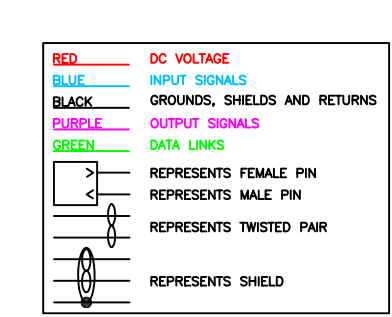 RED DC VOLTAGE
BLUE INPUT SIGNALS
BLACK GROUNDS, SHIELDS AND RETURNS
PURPLE OUTPUT SIGNALS
GREEN DATA LINKS
REPRESENTS FEMALE PIN
REPRESENTS MALE PIN
REPRESENTS TWISTED PAIR
REPRESENTS SHIELD